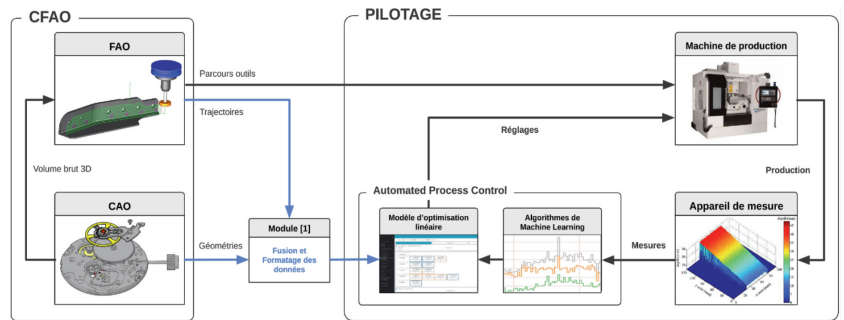 CFAO
PILOTAGE
FAO
Machine de production
Parcours outils
Trajectoires
Réglages
Volume brut 3D
Production
Automated Process Control
CAO
Module [1]
Modèle d'optimisation
linéaire
Algorithmes de
Machine Learning
Appareil de mesure
Géométries
Fusion et
Formatage des
données
Mesures